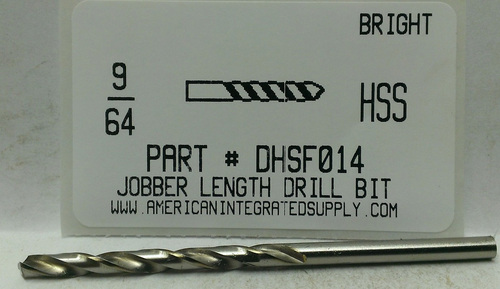 BRIGHT
9
64
HSS
PART # DHSF014
JOBBER LENGTH DRILL BIT
WWW.AMERICANINTEGRATEDSUPPLY.COM